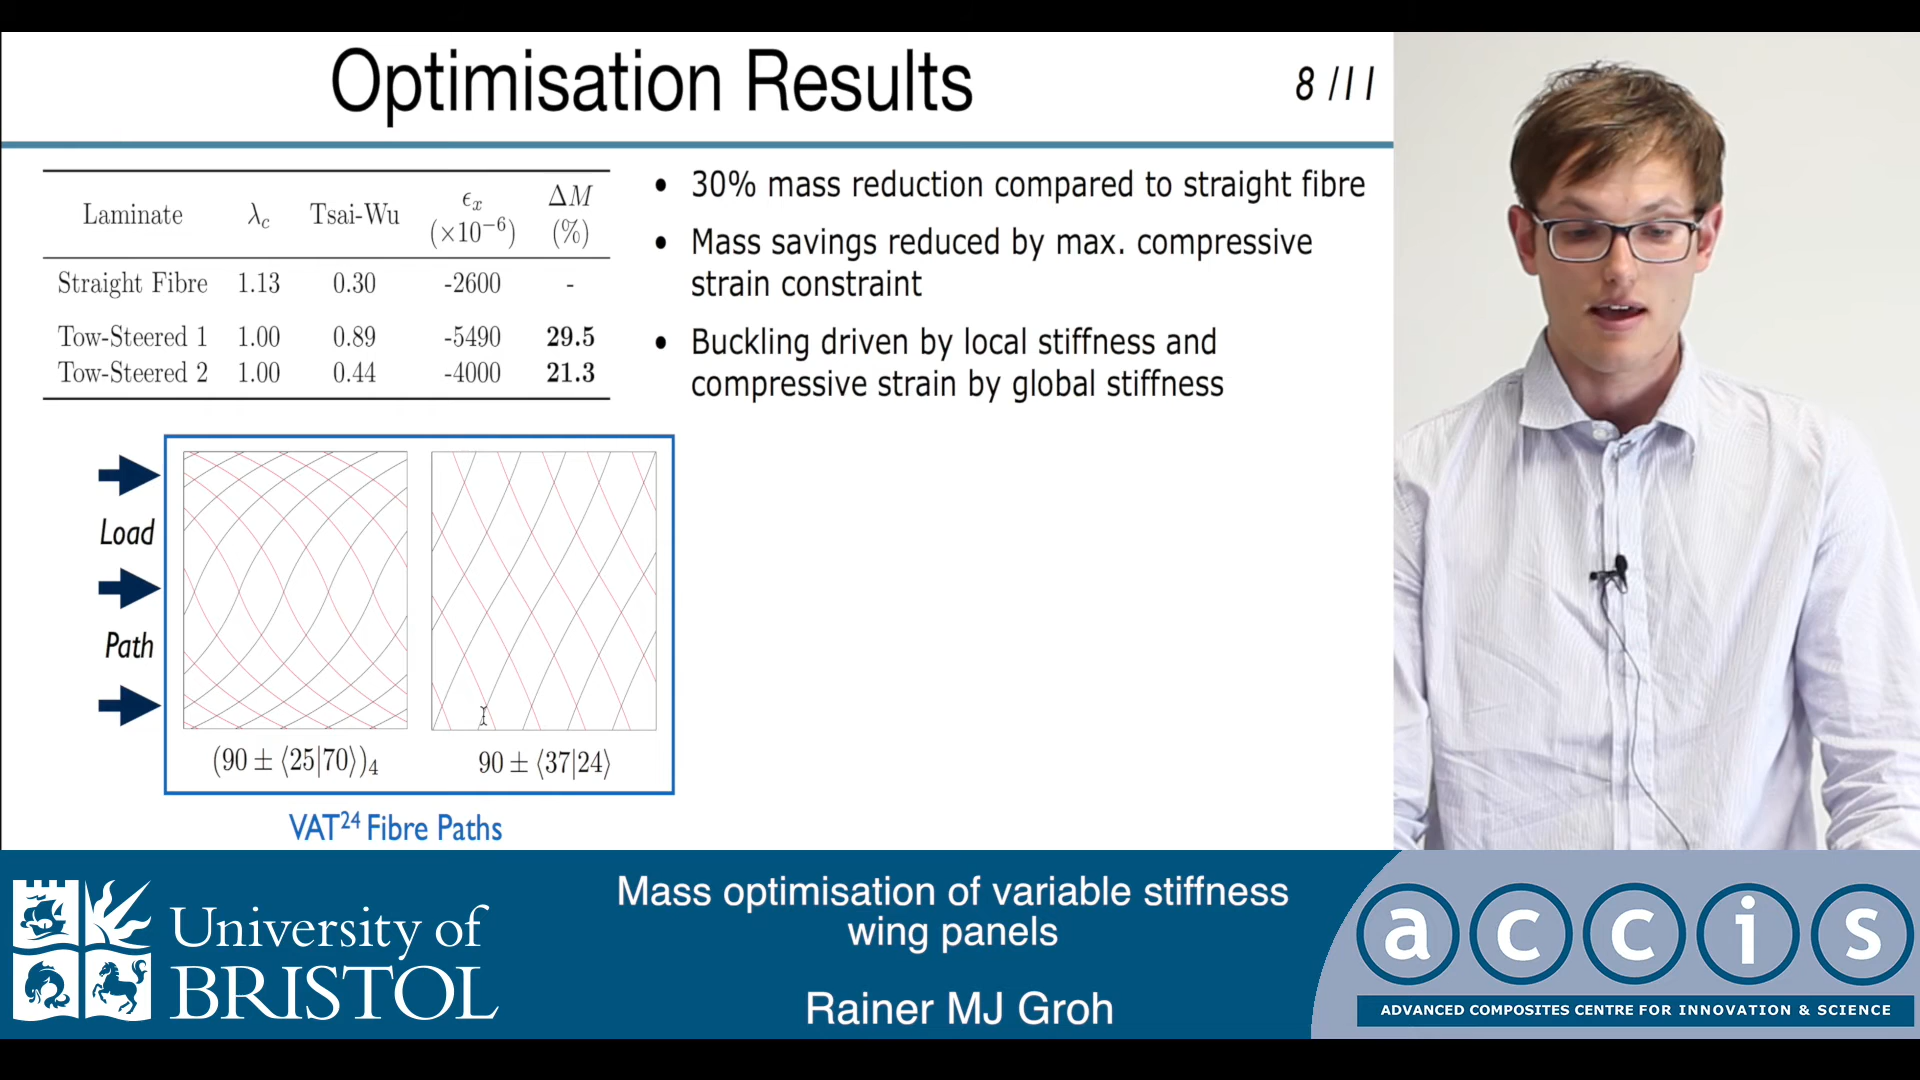 Optimisation Results
8 /11
Laminate λc Tsai-Wu ϵx (×10−6) ΔM (%)
Straight Fibre 1.13 0.30 -2600 -
Tow-Steered 1 1.00 0.89 -5490 29.5
Tow-Steered 2 1.00 0.44 -4000 21.3
• 30% mass reduction compared to straight fibre
• Mass savings reduced by max. compressive
strain constraint
• Buckling driven by local stiffness and
compressive strain by global stiffness
Load
Path
(90 ± ⟨25|70⟩)4
90 ± ⟨37|24⟩
VAT24 Fibre Paths
University of
BRISTOL
Mass optimisation of variable stiffness
wing panels
Rainer MJ Groh
accis
ADVANCED COMPOSITES CENTRE FOR INNOVATION & SCIENCE